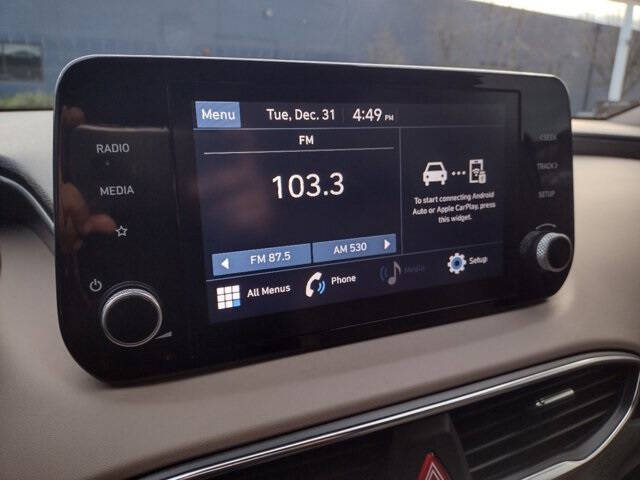 Menu Tue, Dec. 31 4:49 PM
FM
103.3
To start connecting Android
Auto or Apple CarPlay, press
this widget.
FM 87.5 AM 530
All Menus Phone Media Setup
RADIO
MEDIA
TRACK
SETUP